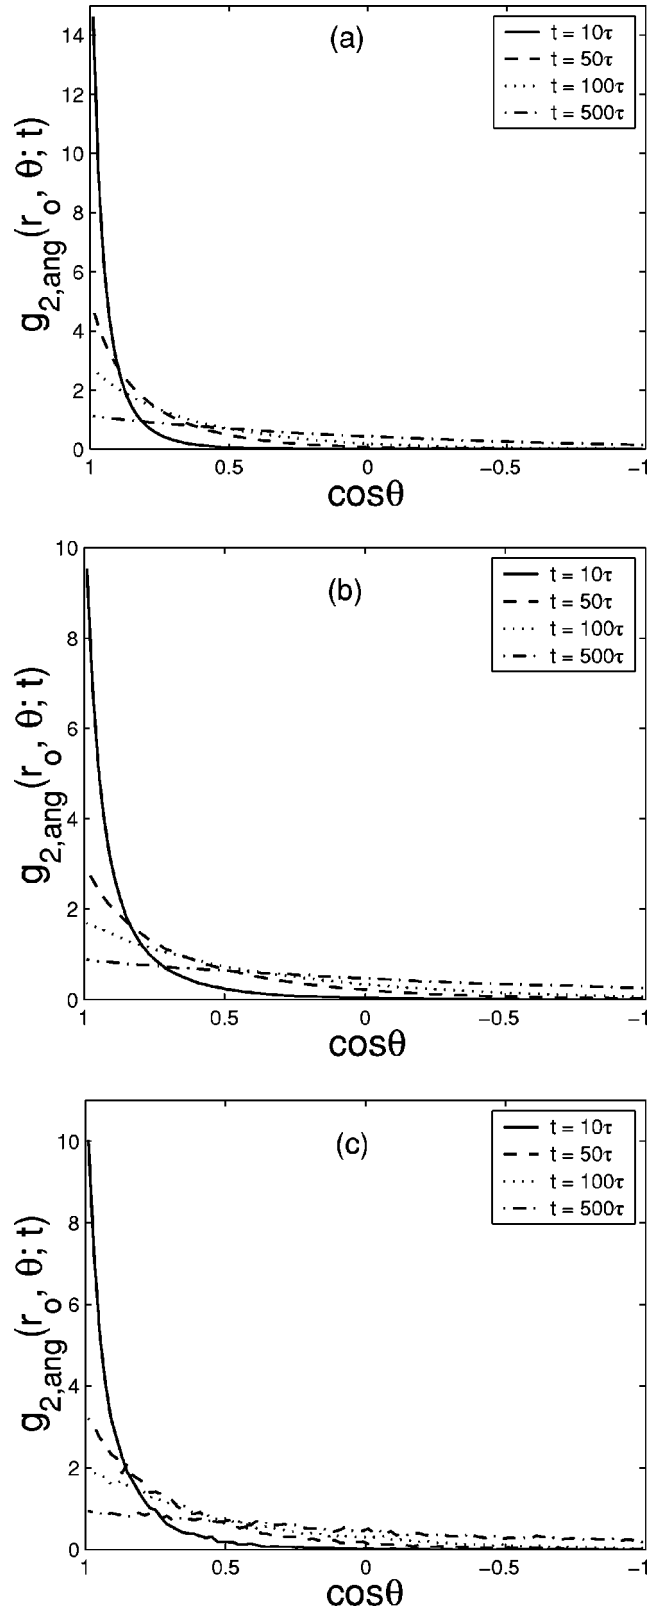 (a)
t = 10τ
t = 50τ
t = 100τ
t = 500τ
14
12
10
8
6
4
2
0
g2,ang(ro, θ; t)
1
0.5
0
−0.5
−1
cosθ
(b)
t = 10τ
t = 50τ
t = 100τ
t = 500τ
10
8
6
4
2
0
g2,ang(ro, θ; t)
1
0.5
0
−0.5
−1
cosθ
(c)
t = 10τ
t = 50τ
t = 100τ
t = 500τ
10
8
6
4
2
0
g2,ang(ro, θ; t)
1
0.5
0
−0.5
−1
cosθ